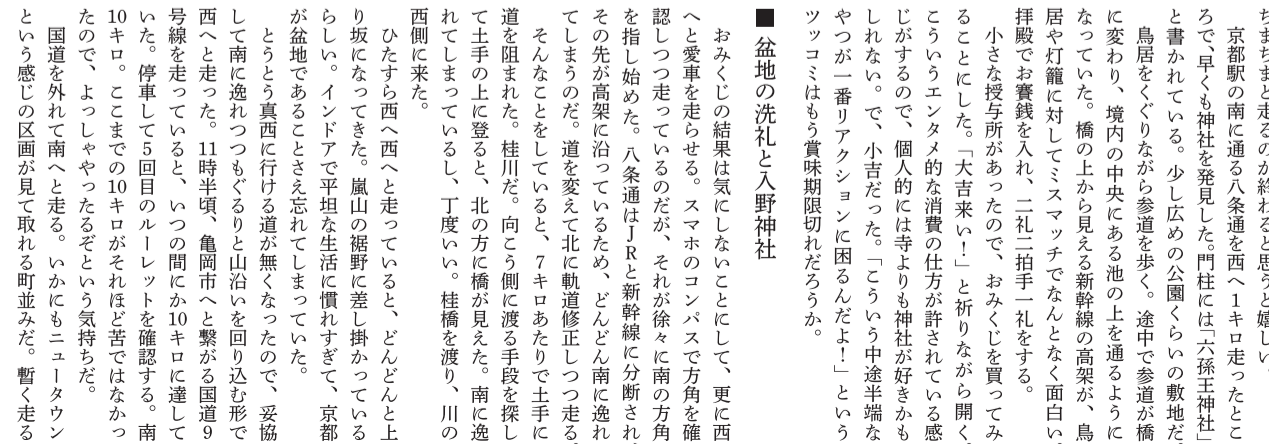 ちまちまと走るのが終わると思うと嬉しい。
京都駅の南に通る八条通を西へ1キロ走ったとこ
ろで、早くも神社を発見した。門柱には「六孫王神社」
と書かれている。少し広めの公園くらいの敷地だ
鳥居をくぐりながら参道を歩く。途中で参道が橋
に変わり、境内の中央にある池の上を通るように
なっていた。橋の上から見える新幹線の高架が、鳥
居や灯籠に対してミスマッチでなんとなく面白い。
拝殿でお賽銭を入れ、二礼二拍手一礼をする。
小さな授与所があったので、おみくじを買ってみ
ることにした。「大吉来い！」と祈りながら開く。
こういうエンタメ的な消費の仕方が許されている感
じがするので、個人的には寺よりも神社が好きかも
しれない。で、小吉だった。「こういう中途半端な
やつが一番リアクションに困るんだよ！」という
ツッコミはもう賞味期限切れだろうか。
■ 盆地の洗礼と入野神社
おみくじの結果は気にしないことにして、更に西
へと愛車を走らせる。スマホのコンパスで方角を確
認しつつ走っているのだが、それが徐々に南の方角
を指し始めた。八条通はJRと新幹線に分断され、
その先が高架に沿っているため、どんどん南に逸れ
てしまうのだ。道を変えて北に軌道修正しつつ走る。
そんなことをしていると、7キロあたりで土手に
道を阻まれた。桂川だ。向こう側に渡る手段を探し
て土手の上に登ると、北の方に橋が見えた。南に逸
れてしまっているし、丁度いい。桂橋を渡り、川の
西側に来た。
ひたすら西へ西へと走っていると、どんどんと上
り坂になってきた。嵐山の裾野に差し掛かっている
らしい。インドアで平坦な生活に慣れすぎて、京都
が盆地であることさえ忘れてしまっていた。
とうとう真西に行ける道が無くなったので、妥協
して南に逸れつつもぐるりと山沿いを回り込む形で
西へと走った。11時半頃、亀岡市へと繋がる国道9
号線を走っていると、いつの間にか10キロに達して
いた。停車して5回目のルーレットを確認する。南
10キロ。ここまでの10キロがそれほど苦ではなかっ
たので、よっしゃやったるぞという気持ちだ。
国道を外れて南へと走る。いかにもニュータウン
という感じの区画が見て取れる町並みだ。暫く走る